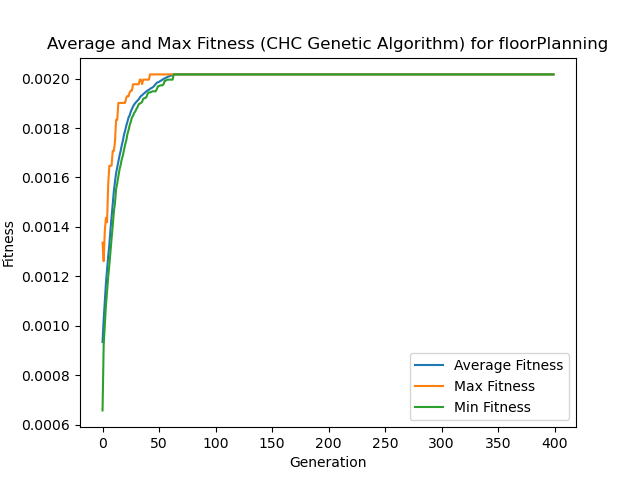 Average and Max Fitness (CHC Genetic Algorithm) for floorPlanning
0.0020
0.0018
0.0016
0.0014
0.0012
0.0010
0.0008
0.0006
Fitness
Average Fitness
Max Fitness
Min Fitness
0 50 100 150 200 250 300 350 400
Generation